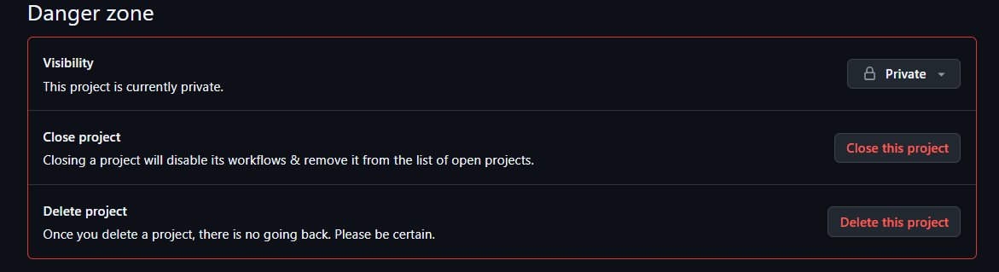 Danger zone
Visibility
This project is currently private.
Private
Close project
Closing a project will disable its workflows & remove it from the list of open projects.
Close this project
Delete project
Once you delete a project, there is no going back. Please be certain.
Delete this project